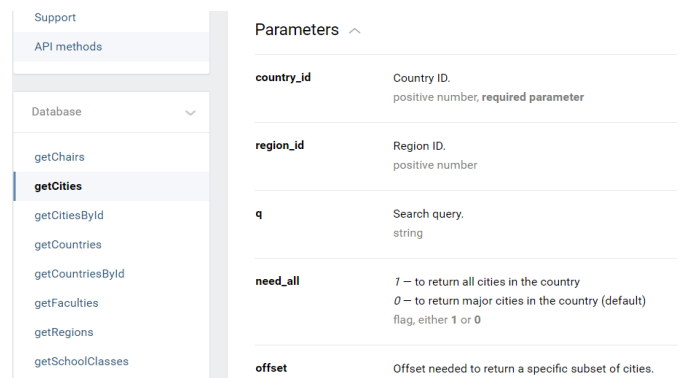 Support
API methods
Database
getChairs
getCities
getCitiesById
getCountries
getCountriesById
getFaculties
getRegions
getSchoolClasses
Parameters
country_id
Country ID.
positive number, required parameter
region_id
Region ID.
positive number
q
Search query.
string
need_all
1 — to return all cities in the country
0 — to return major cities in the country (default)
flag, either 1 or 0
offset
Offset needed to return a specific subset of cities.